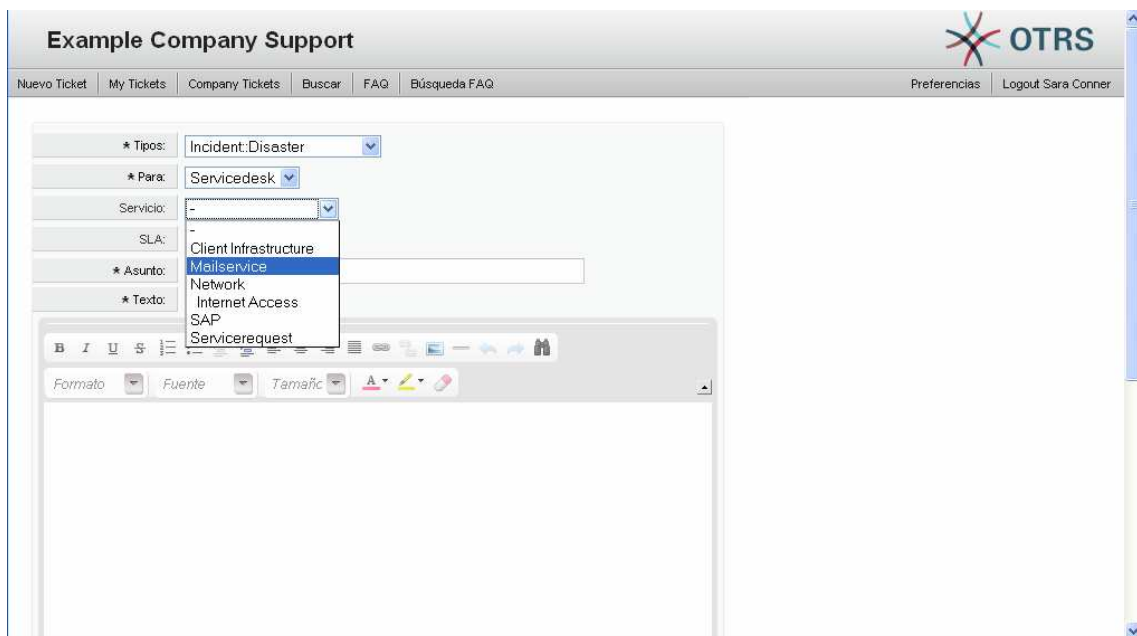 Example Company Support
OTRS
Nuevo Ticket My Tickets Company Tickets Buscar FAQ Búsqueda FAQ Preferencias Logout Sara Conner
* Tipos: Incident::Disaster
* Para: Servicedesk
Servicio: -
-
SLA:
Client Infrastructure
* Asunto: Mailservice
Network
* Texto: Internet Access
SAP
Servicerequest
B I U S
Formato Fuente Tamañc A